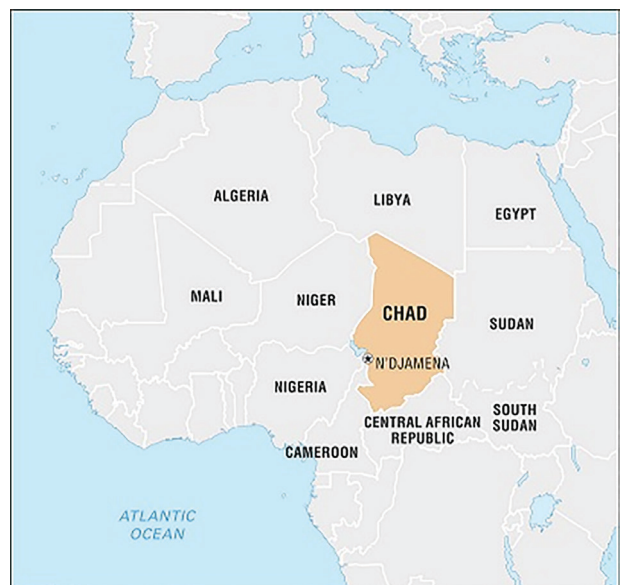 ALGERIA
LIBYA
EGYPT
MALI
NIGER
CHAD
SUDAN
N'DJAMENA
NIGERIA
SOUTH
SUDAN
CENTRAL AFRICAN
REPUBLIC
CAMEROON
ATLANTIC
OCEAN